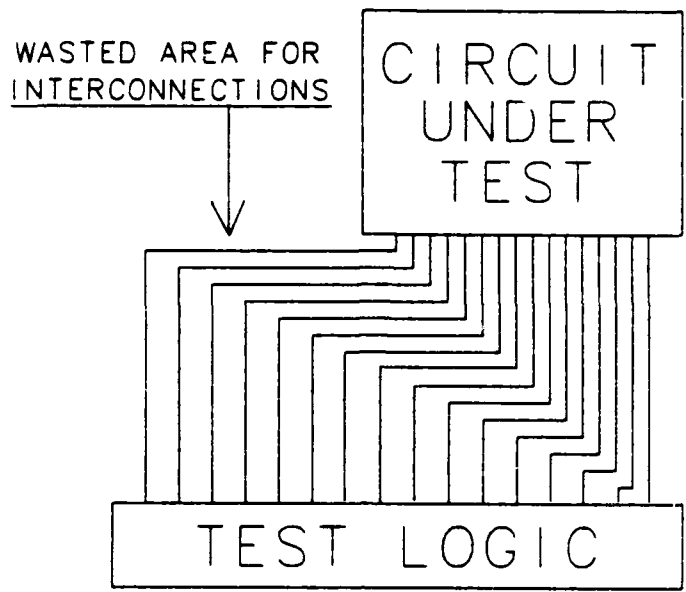 WASTED AREA FOR
INTERCONNECTIONS
CIRCUIT
UNDER
TEST
TEST LOGIC